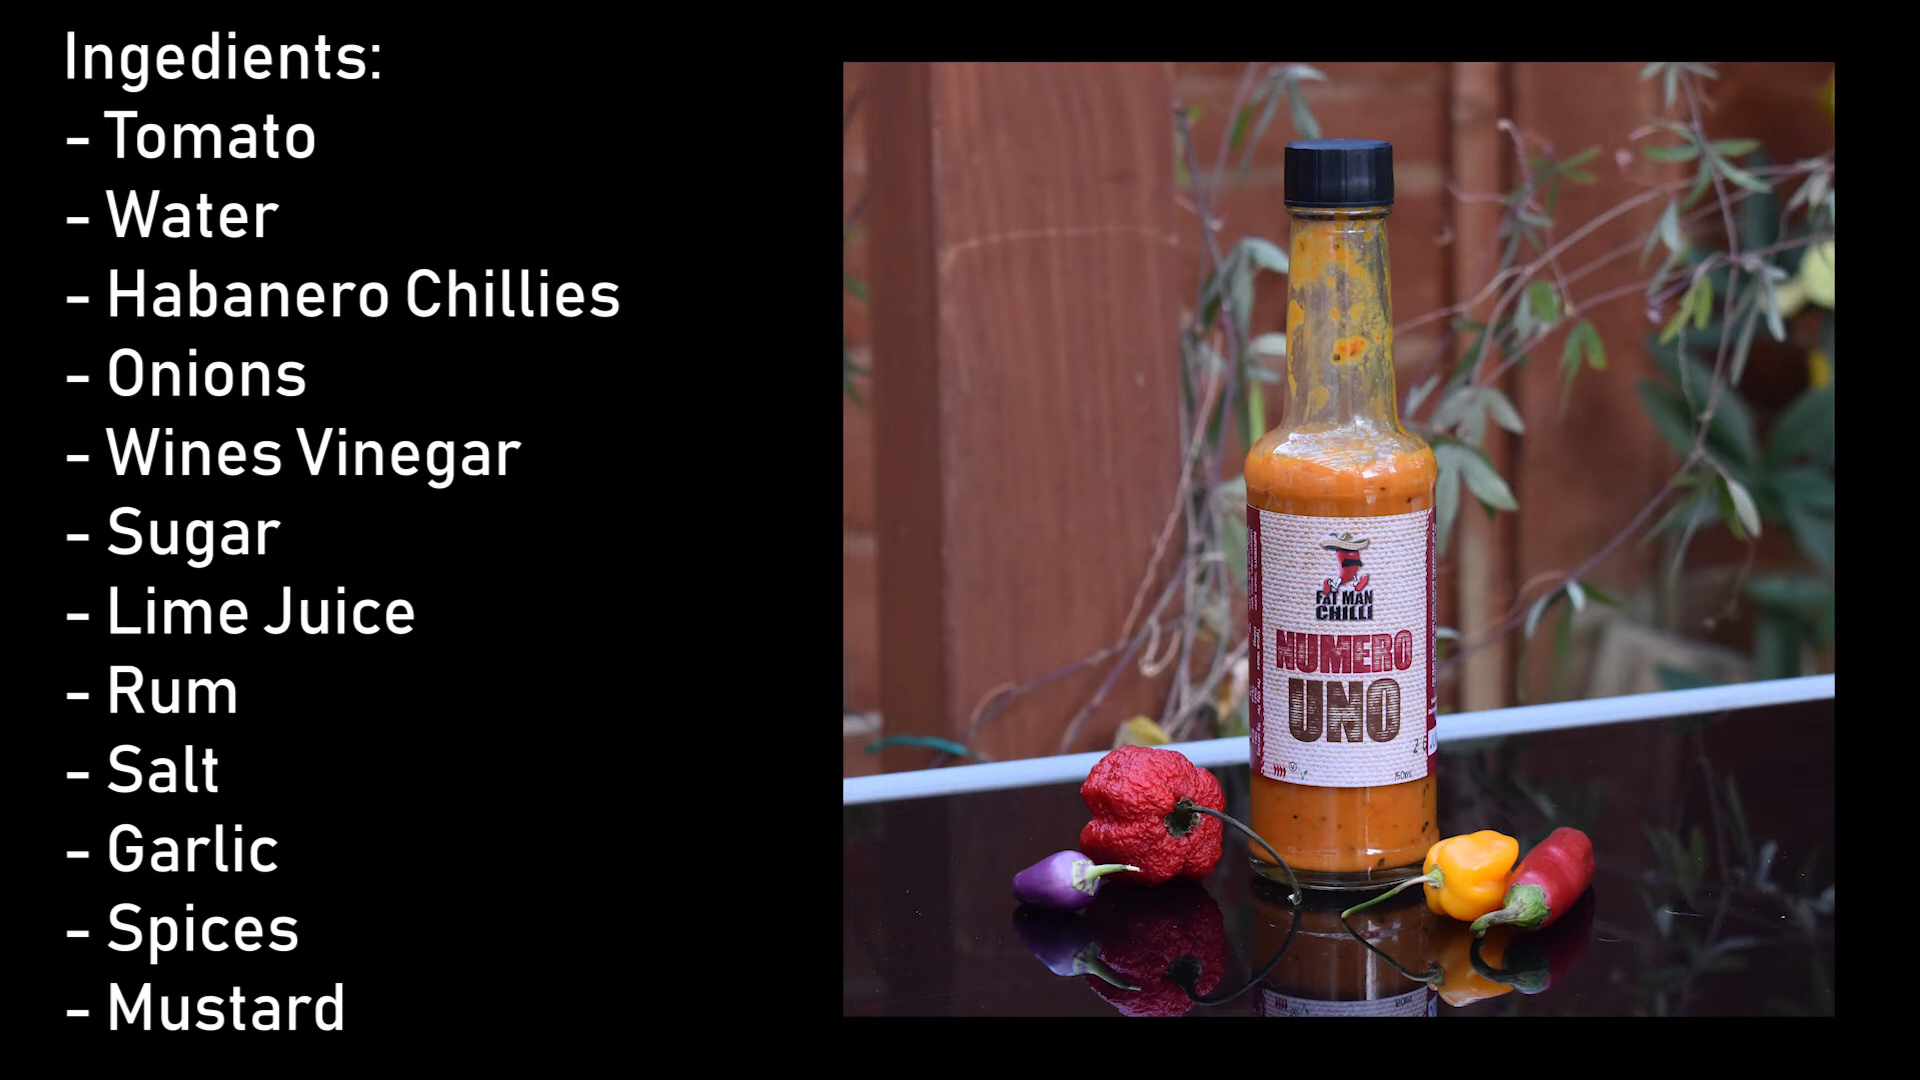 Ingedients:
- Tomato
- Water
- Habanero Chillies
- Onions
- Wines Vinegar
- Sugar
- Lime Juice
- Rum
- Salt
- Garlic
- Spices
- Mustard
FAT MAN
CHILLI
NUMERO
UNO
150ml